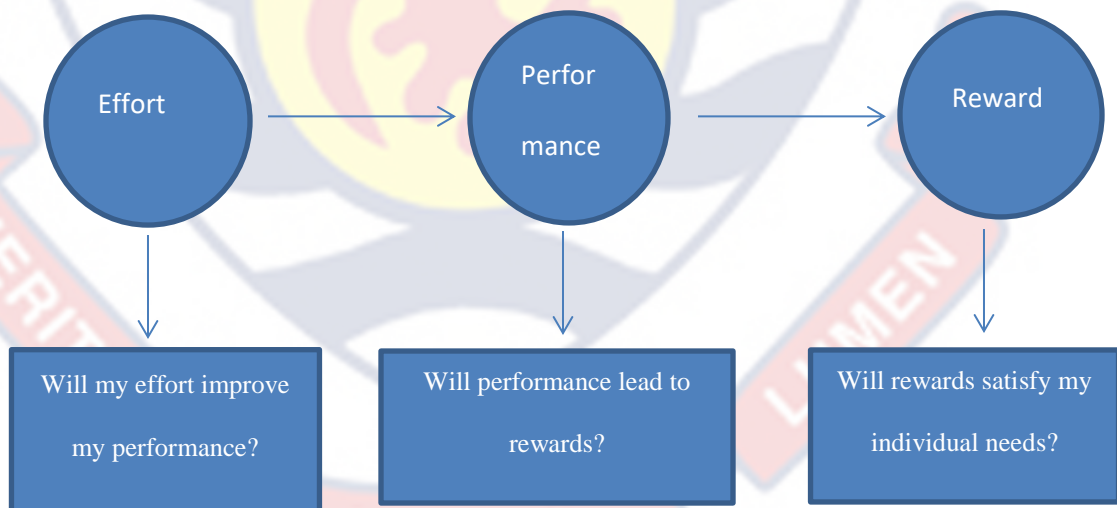 Effort
Perfor
mance
Reward
Will my effort improve
my performance?
Will performance lead to
rewards?
Will rewards satisfy my
individual needs?
LUMEN